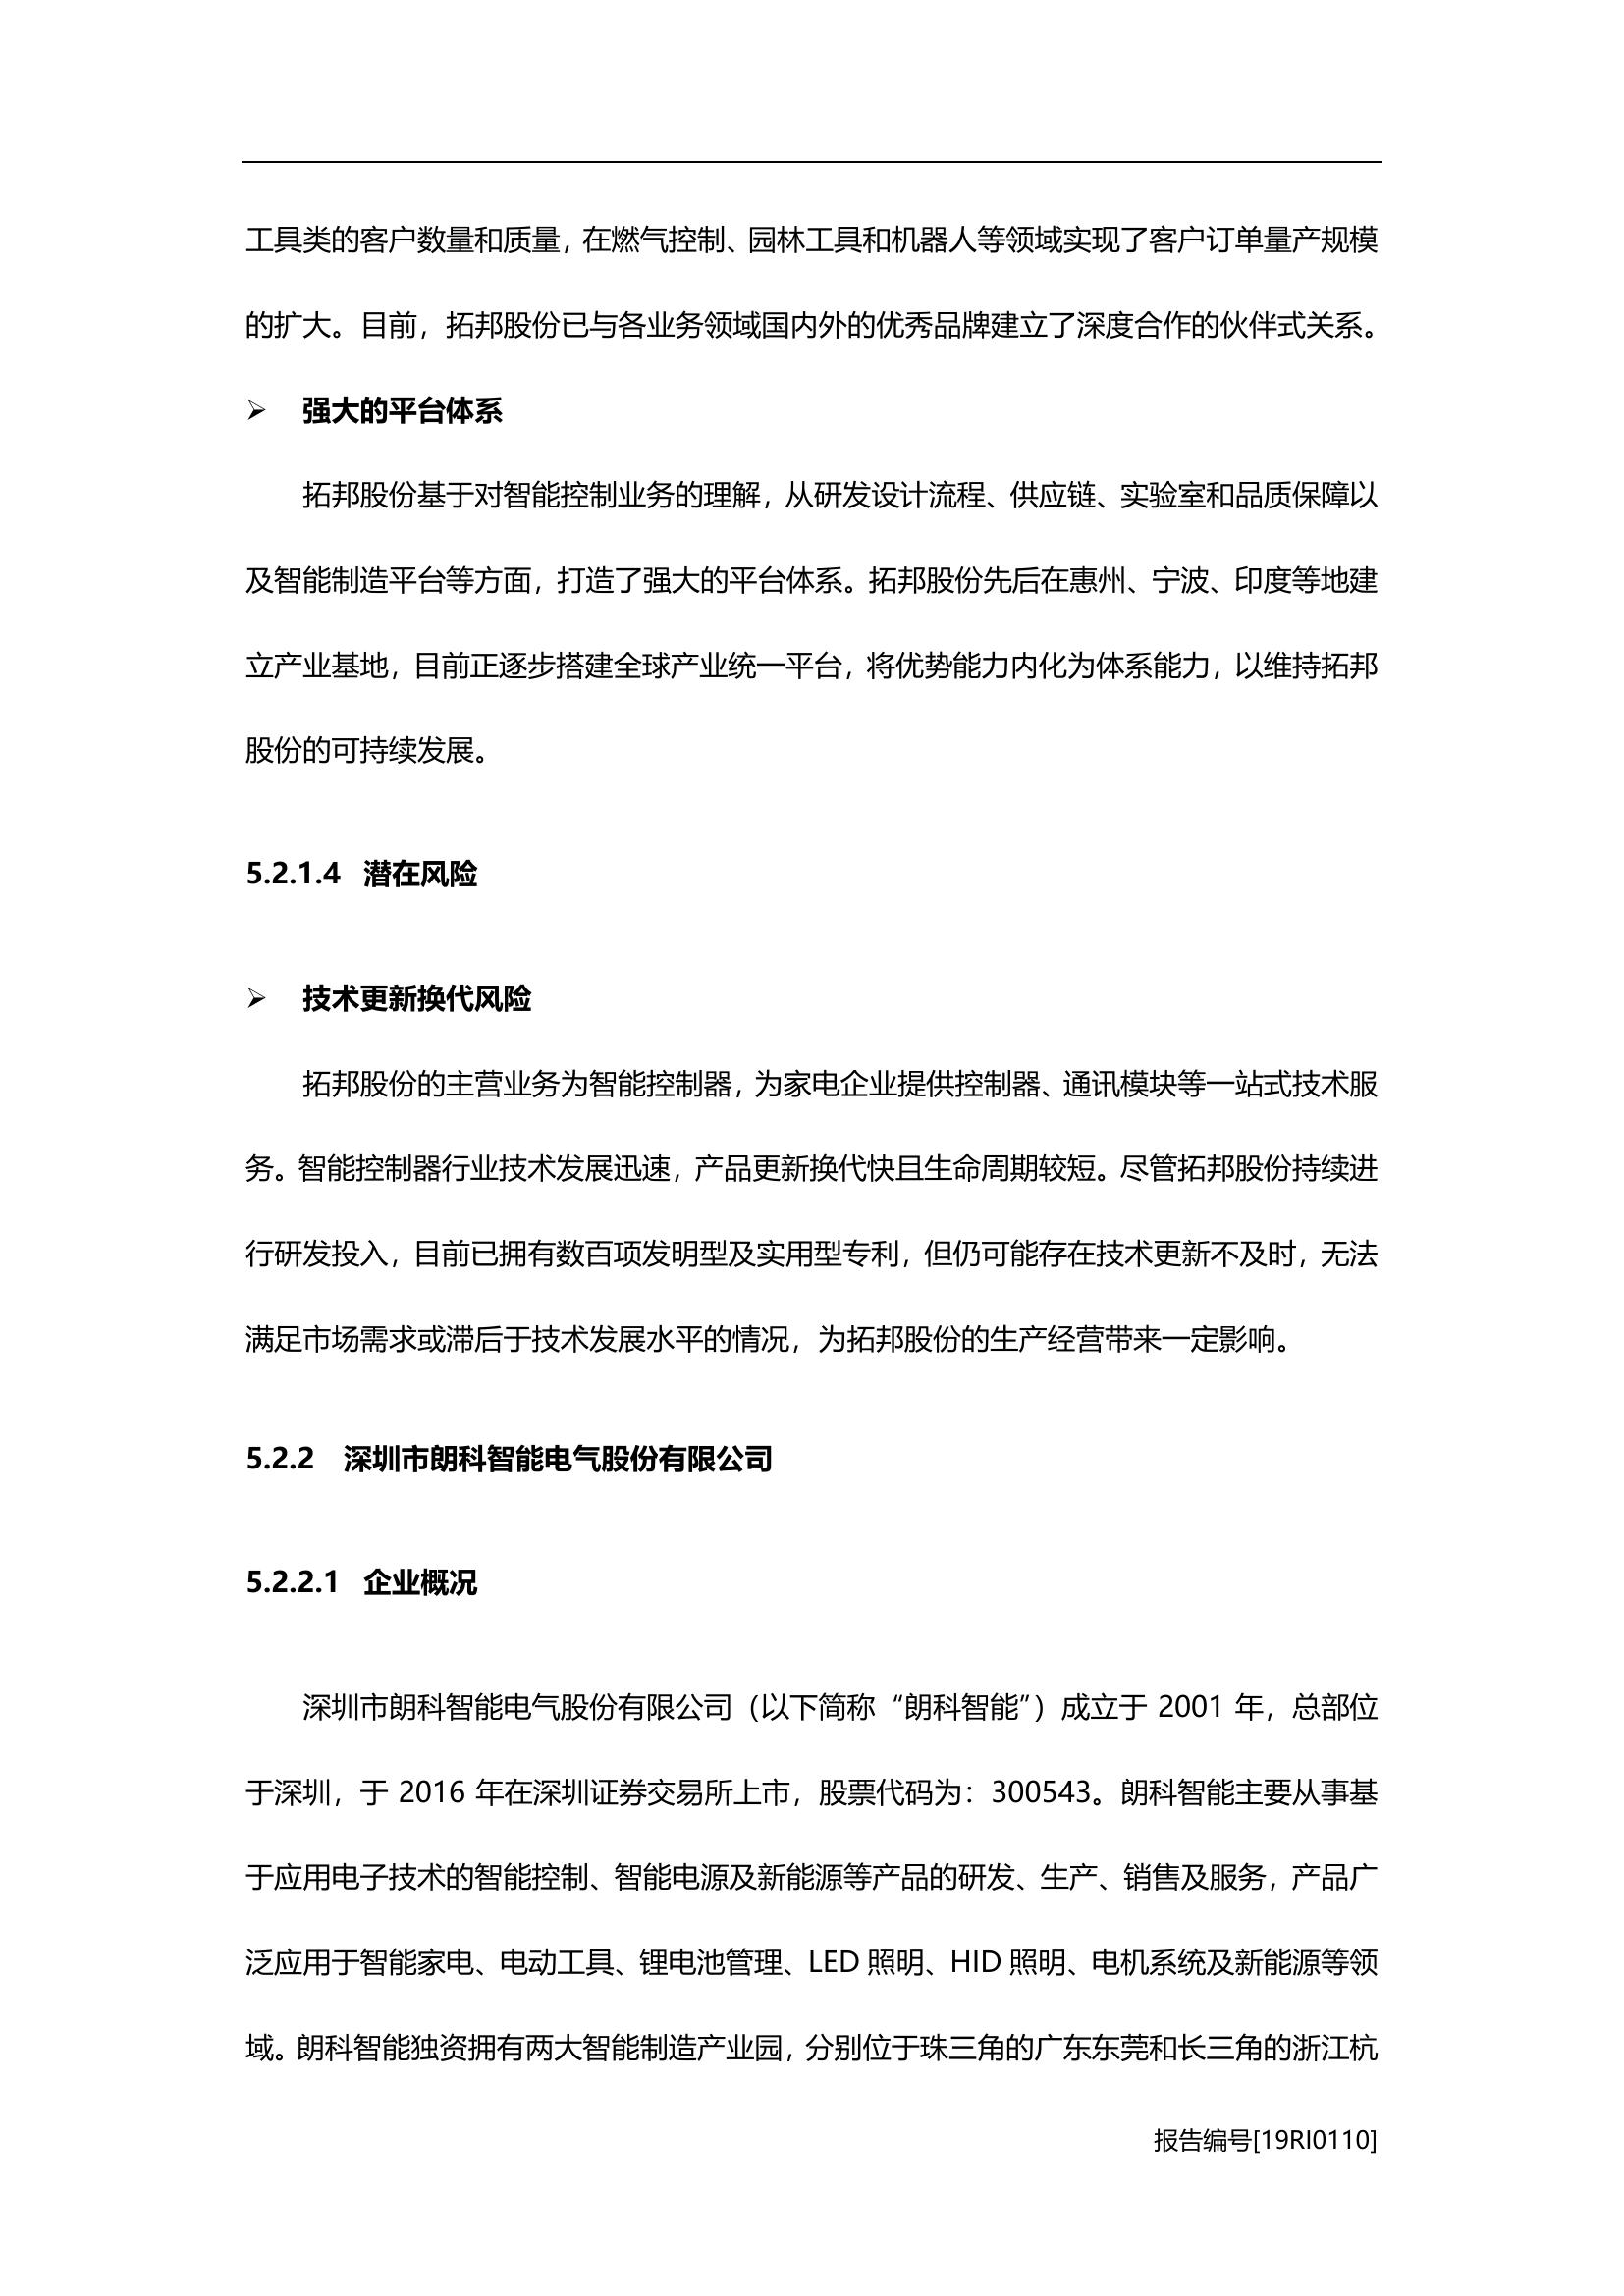 工具类的客户数量和质量，在燃气控制、园林工具和机器人等领域实现了客户订单量产规模
的扩大。目前，拓邦股份已与各业务领域国内外的优秀品牌建立了深度合作的伙伴式关系。
➢ 强大的平台体系
拓邦股份基于对智能控制业务的理解，从研发设计流程、供应链、实验室和品质保障以
及智能制造平台等方面，打造了强大的平台体系。拓邦股份先后在惠州、宁波、印度等地建
立产业基地，目前正逐步搭建全球产业统一平台，将优势能力内化为体系能力，以维持拓邦
股份的可持续发展。
5.2.1.4 潜在风险
➢ 技术更新换代风险
拓邦股份的主营业务为智能控制器，为家电企业提供控制器、通讯模块等一站式技术服
务。智能控制器行业技术发展迅速，产品更新换代快且生命周期较短。尽管拓邦股份持续进
行研发投入，目前已拥有数百项发明型及实用型专利，但仍可能存在技术更新不及时，无法
满足市场需求或滞后于技术发展水平的情况，为拓邦股份的生产经营带来一定影响。
5.2.2 深圳市朗科智能电气股份有限公司
5.2.2.1 企业概况
深圳市朗科智能电气股份有限公司（以下简称“朗科智能”）成立于 2001 年，总部位
于深圳，于 2016 年在深圳证券交易所上市，股票代码为：300543。朗科智能主要从事基
于应用电子技术的智能控制、智能电源及新能源等产品的研发、生产、销售及服务，产品广
泛应用于智能家电、电动工具、锂电池管理、LED 照明、HID 照明、电机系统及新能源等领
域。朗科智能独资拥有两大智能制造产业园，分别位于珠三角的广东东莞和长三角的浙江杭
报告编号[19RI0110]